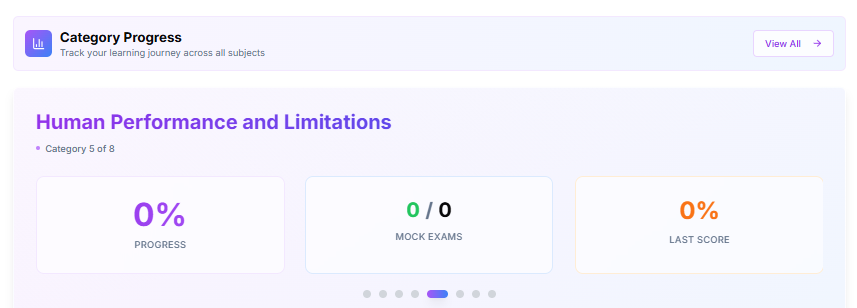 Category Progress
Track your learning journey across all subjects
View All
Human Performance and Limitations
Category 5 of 8
0%
PROGRESS
0 / 0
MOCK EXAMS
0%
LAST SCORE